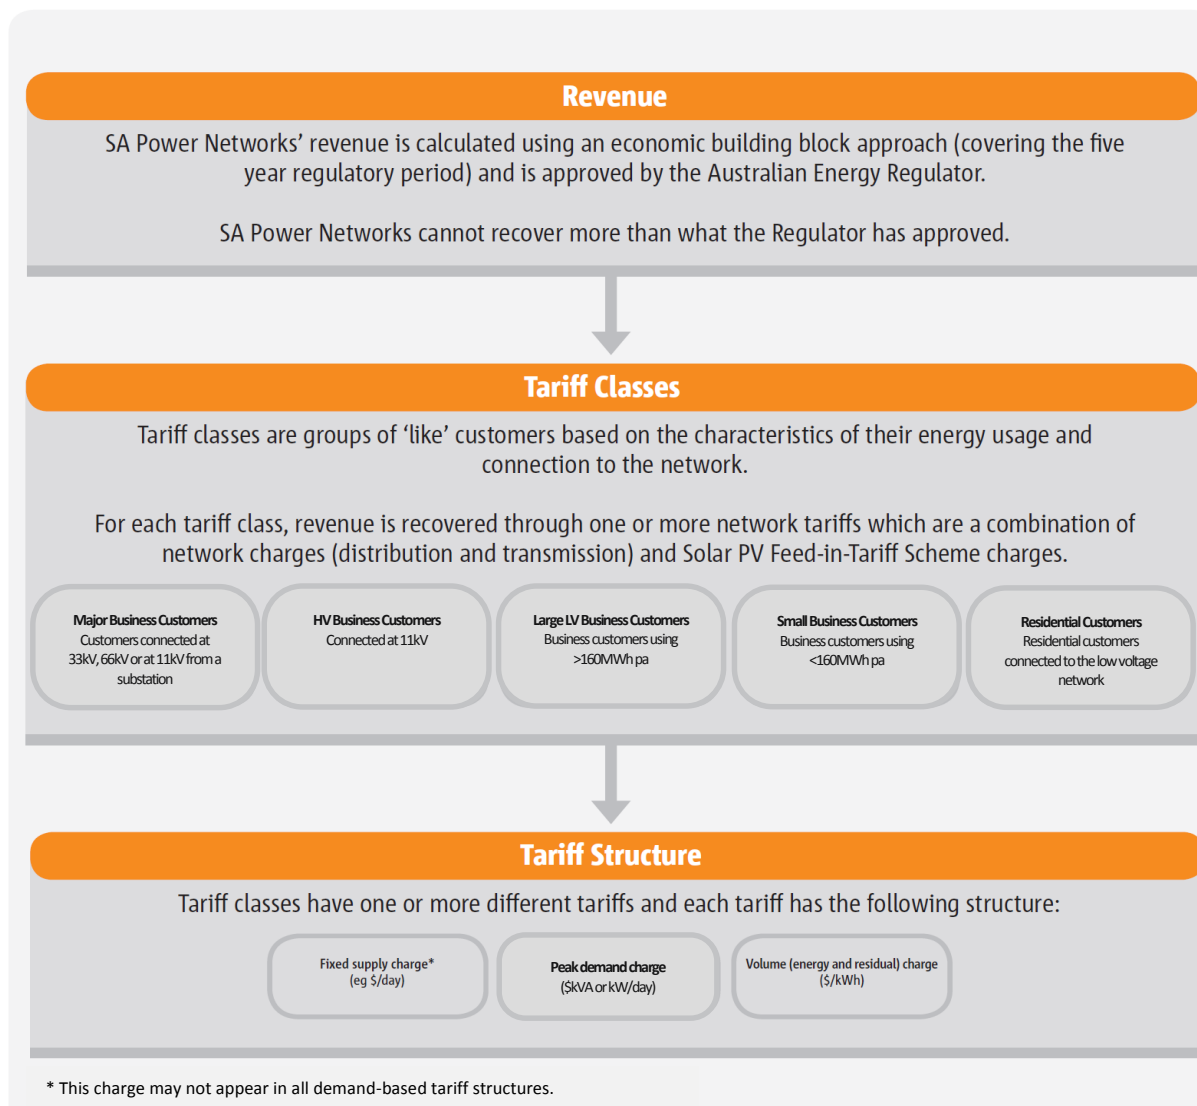 Revenue
SA Power Networks’ revenue is calculated using an economic building block approach (covering the five
year regulatory period) and is approved by the Australian Energy Regulator.
SA Power Networks cannot recover more than what the Regulator has approved.
Tariff Classes
Tariff classes are groups of ‘like’ customers based on the characteristics of their energy usage and
connection to the network.
For each tariff class, revenue is recovered through one or more network tariffs which are a combination of
network charges (distribution and transmission) and Solar PV Feed-in-Tariff Scheme charges.
Major Business Customers
Customers connected at
33kV, 66kV or at 11kV from a
substation
HV Business Customers
Connected at 11kV
Large LV Business Customers
Business customers using
>160MWh pa
Small Business Customers
Business customers using
<160MWh pa
Residential Customers
Residential customers
connected to the low voltage
network
Tariff Structure
Tariff classes have one or more different tariffs and each tariff has the following structure:
Fixed supply charge*
(eg $/day)
Peak demand charge
($kVA or kW/day)
Volume (energy and residual) charge
($/kWh)
* This charge may not appear in all demand-based tariff structures.